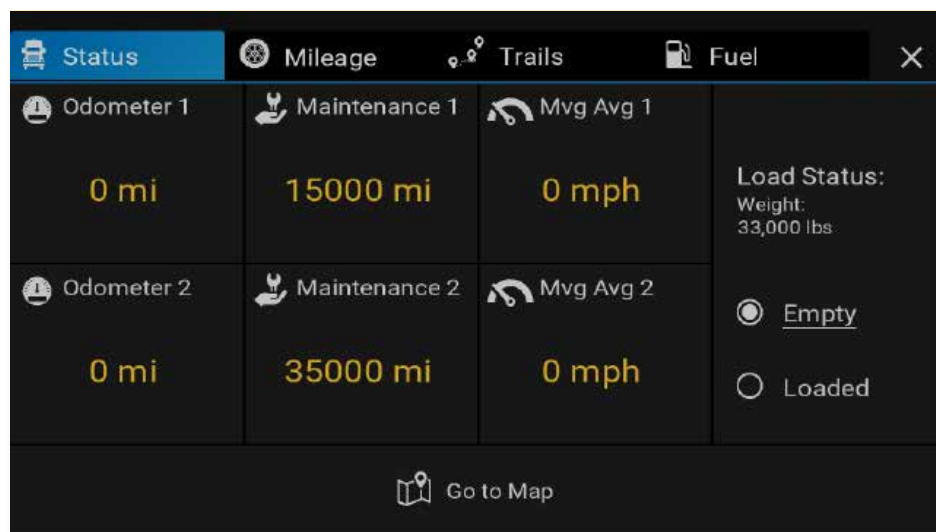 Status
Mileage
Trails
Fuel
Odometer 1
Maintenance 1
Mvg Avg 1
0 mi
15000 mi
0 mph
Load Status:
Weight:
33,000 lbs
Odometer 2
Maintenance 2
Mvg Avg 2
0 mi
35000 mi
0 mph
Empty
Loaded
Go to Map